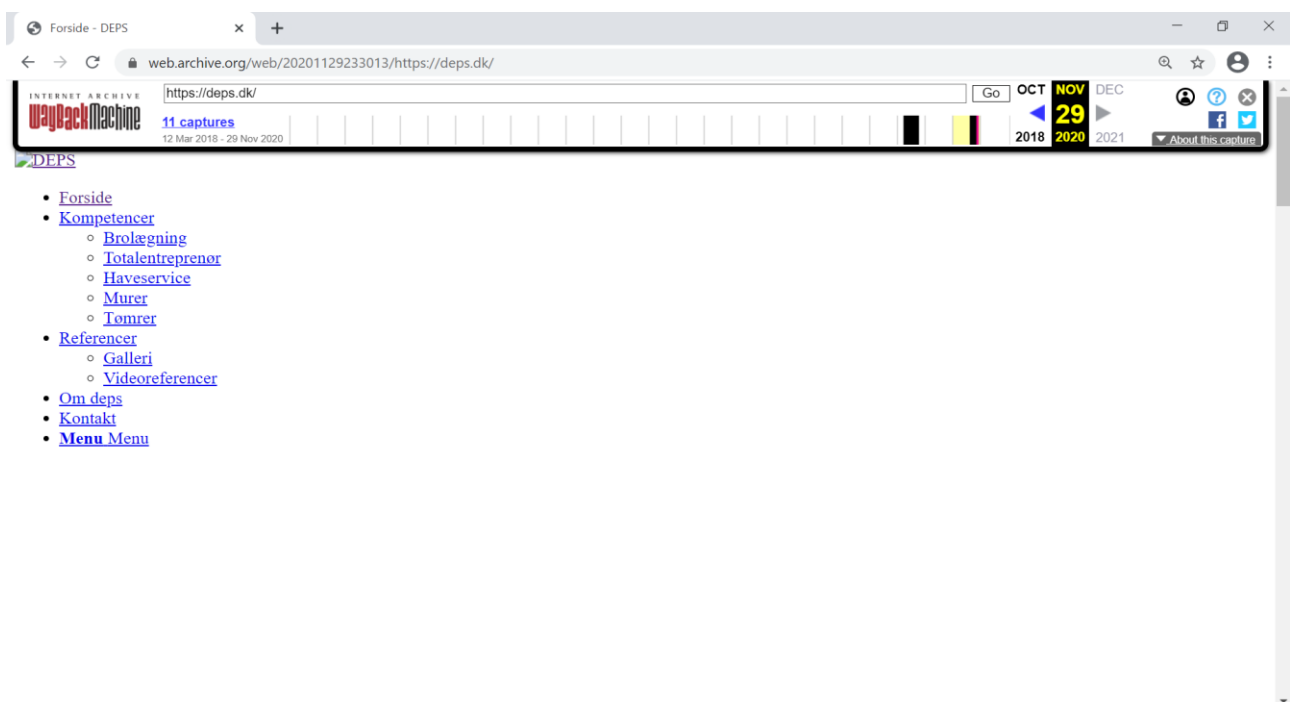 Forside - DEPS
web.archive.org/web/20201129233013/https://deps.dk/
INTERNET ARCHIVE
WayBackMachine
https://deps.dk/
Go
11 captures
12 Mar 2018 - 29 Nov 2020
OCT NOV DEC
29
2018 2020 2021
About this capture
DEPS
Forside
Kompetencer
Brolægning
Totalentreprenør
Haveservice
Murer
Tømrer
Referencer
Galleri
Videoreferencer
Om deps
Kontakt
Menu Menu